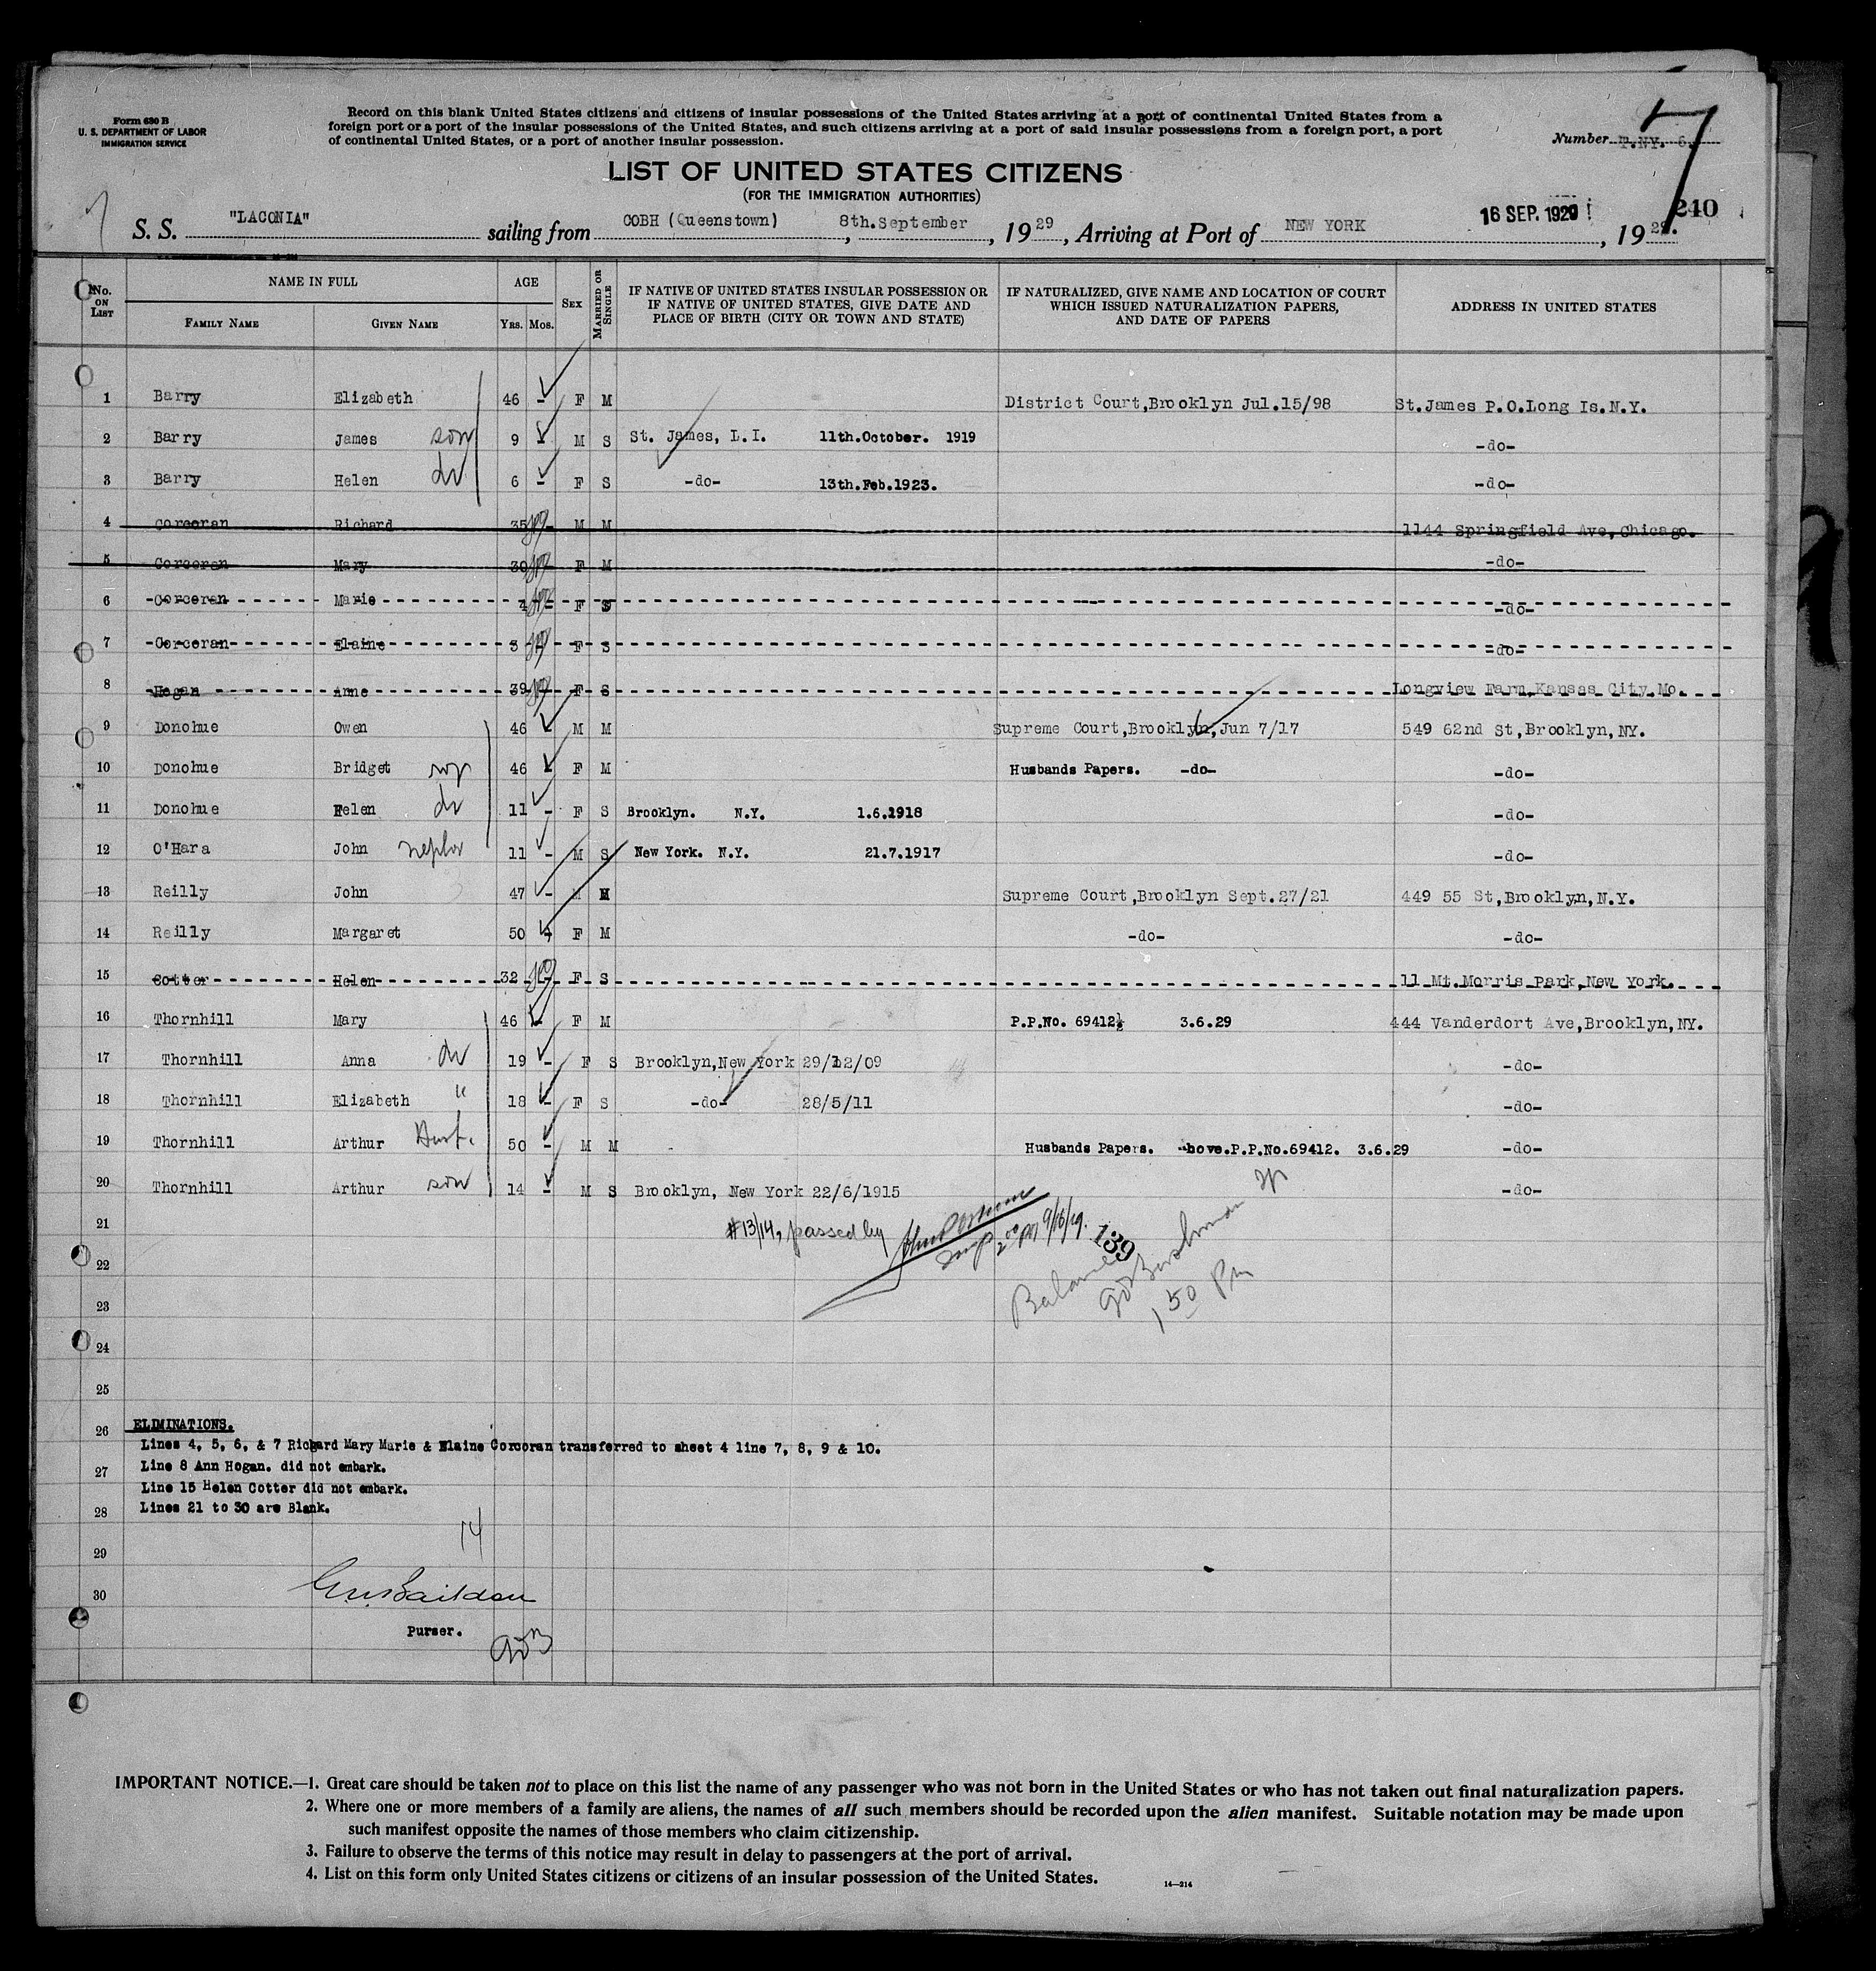 Form 630 B
U. S. DEPARTMENT OF LABOR
IMMIGRATION SERVICE
Record on this blank United States citizens and citizens of insular possessions of the United States arriving at a port of continental United States from a
foreign port or a port of the insular possessions of the United States, and such citizens arriving at a port of said insular possessions from a foreign port, a port
of continental United States, or a port of another insular possession.
Number 7
LIST OF UNITED STATES CITIZENS
(FOR THE IMMIGRATION AUTHORITIES)
16 SEP. 1929 240
S. S. "LACONIA" sailing from COBH (Queenstown) 8th.September, 19 29, Arriving at Port of NEW YORK, 19 29.
No. ON LIST NAME IN FULL AGE SEX MARRIED OR SINGLE IF NATIVE OF UNITED STATES INSULAR POSSESSION OR IF NATIVE OF UNITED STATES, GIVE DATE AND PLACE OF BIRTH (CITY OR TOWN AND STATE) IF NATURALIZED, GIVE NAME AND LOCATION OF COURT WHICH ISSUED NATURALIZATION PAPERS, AND DATE OF PAPERS ADDRESS IN UNITED STATES
FAMILY NAME GIVEN NAME YRS. MOS.
1 Barry Elizabeth 46 - F M District Court,Brooklyn Jul.15/98 St.James P.O.Long Is.N.Y.
2 Barry James son 9 - M S St. James, L.I. 11th.October. 1919 -do-
3 Barry Helen dr 6 - F S -do- 13th.Feb.1923. -do-
4 Corcoran Richard 35 - M M 1144 Springfield Ave,Chicago.
5 Corcoran Mary 30 - F M -do-
6 Corcoran Marie 4 - F S -do-
7 Corcoran Elaine 3 - F S -do-
8 Hogan Anne 39 - F S Longview Farm,Kansas City.Mo.
9 Donohue Owen 46 - M M Supreme Court,Brooklyn,Jun 7/17 549 62nd St,Brooklyn,NY.
10 Donohue Bridget 46 - F M Husbands Papers. -do- -do-
11 Donohue Felen dr 11 - F S Brooklyn. N.Y. 1.6.1918 -do-
12 O'Hara John 11 - M S New York. N.Y. 21.7.1917 -do-
13 Reilly John 47 - M M Supreme Court,Brooklyn Sept.27/21 449 55 St,Brooklyn,N.Y.
14 Reilly Margaret 50 - F M -do- -do-
15 Cotter Helen 32 - F S 11 Mt.Morris Park,New York.
16 Thornhill Mary 46 - F M P.P.No. 69412½ 3.6.29 444 Vanderdort Ave,Brooklyn,NY.
17 Thornhill Anna dr 19 - F S Brooklyn,New York 29/12/09 -do-
18 Thornhill Elizabeth " 18 - F S -do- 28/5/11 -do-
19 Thornhill Arthur 50 - M M Husbands Papers. Above.P.P.No.69412. 3.6.29 -do-
20 Thornhill Arthur son 14 - M S Brooklyn, New York 22/6/1915 -do-
21 #13/14, passed by 9/16/29. 139
22 Balance
23 1 50 Pm
24
25
26 ELIMINATIONS.
Lines 4, 5, 6, & 7 Richard Mary Marie & Elaine Corcoran transferred to sheet 4 line 7, 8, 9 & 10.
27 Line 8 Ann Hogan. did not embark.
Line 15 Helen Cotter did not embark.
28 Lines 21 to 30 are Blank.
14
29
30
Purser.
IMPORTANT NOTICE.—1. Great care should be taken not to place on this list the name of any passenger who was not born in the United States or who has not taken out final naturalization papers.
2. Where one or more members of a family are aliens, the names of all such members should be recorded upon the alien manifest. Suitable notation may be made upon
such manifest opposite the names of those members who claim citizenship.
3. Failure to observe the terms of this notice may result in delay to passengers at the port of arrival.
4. List on this form only United States citizens or citizens of an insular possession of the United States.
14—214